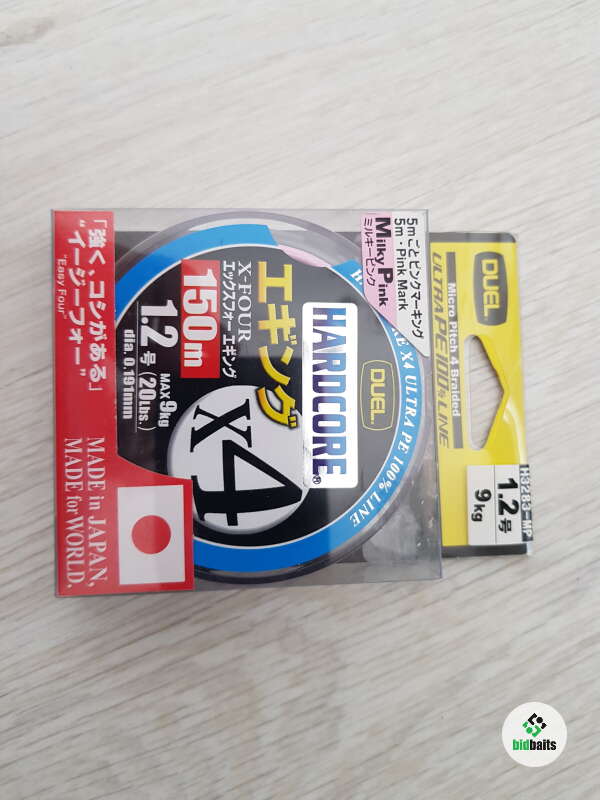 DUEL
Micro Pitch 4 Braided
ULTRA PE100% LINE
H3283-MP
1.2号
9kg
5mごとピンクマーキング
5m・Pink Mark
Milky Pink
ミルキーピンク
DUEL
X4 ULTRA PE 100% LINE
HARDCORE®
X4
エギング
X-FOUR
エックスフォーエギング
150m
1.2号
MAX 9kg
(20Lbs.)
dia. 0.191mm
「強く、コシがある」
"イージーフォー"
"Easy Four"
MADE in JAPAN,
MADE for WORLD.
bidbaits